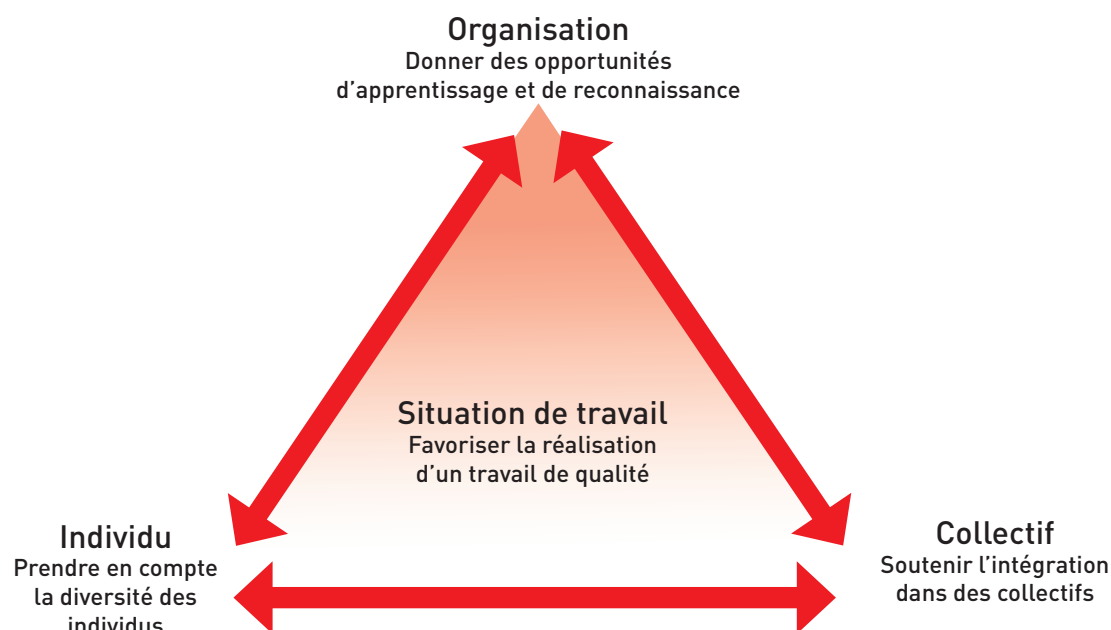 Organisation
Donner des opportunités
d'apprentissage et de reconnaissance
Situation de travail
Favoriser la réalisation
d'un travail de qualité
Individu
Prendre en compte
la diversité des
individus
Collectif
Soutenir l'intégration
dans des collectifs